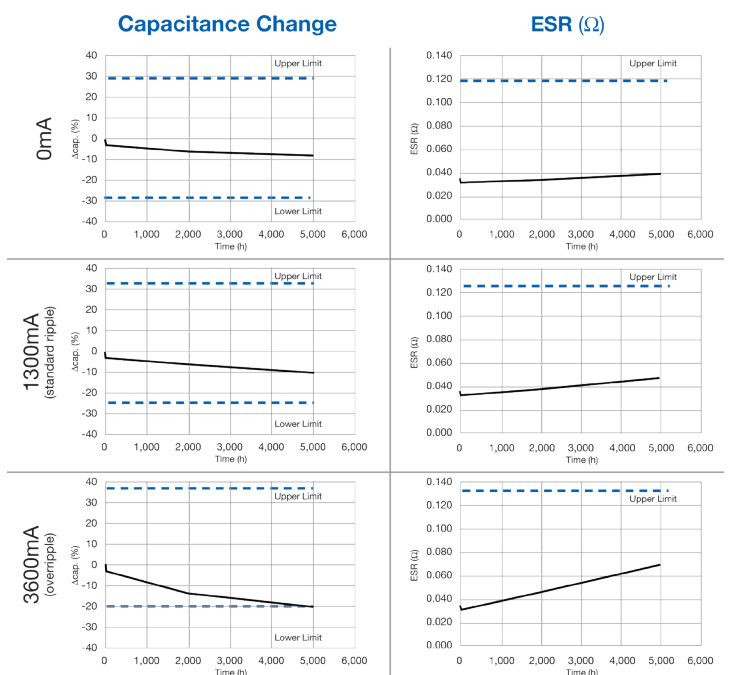 Capacitance Change
ESR (Ω)
0mA
Δcap. (%)
40
30
20
10
0
-10
-20
-30
-40
Upper Limit
Lower Limit
0 1,000 2,000 3,000 4,000 5,000 6,000
Time (h)
ESR (Ω)
0.140
0.120
0.100
0.080
0.060
0.040
0.020
0.000
Upper Limit
0 1,000 2,000 3,000 4,000 5,000 6,000
Time (h)
1300mA
(standard ripple)
Δcap. (%)
40
30
20
10
0
-10
-20
-30
-40
Upper Limit
Lower Limit
0 1,000 2,000 3,000 4,000 5,000 6,000
Time (h)
ESR (Ω)
0.140
0.120
0.100
0.080
0.060
0.040
0.020
0.000
Upper Limit
0 1,000 2,000 3,000 4,000 5,000 6,000
Time (h)
3600mA
(overripple)
Δcap. (%)
40
30
20
10
0
-10
-20
-30
-40
Upper Limit
Lower Limit
0 1,000 2,000 3,000 4,000 5,000 6,000
Time (h)
ESR (Ω)
0.140
0.120
0.100
0.080
0.060
0.040
0.020
0.000
Upper Limit
0 1,000 2,000 3,000 4,000 5,000 6,000
Time (h)